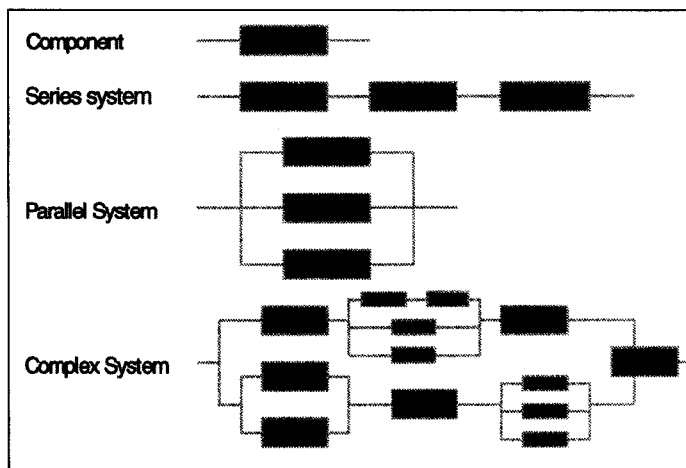 Component
Series system
Parallel System
Complex System